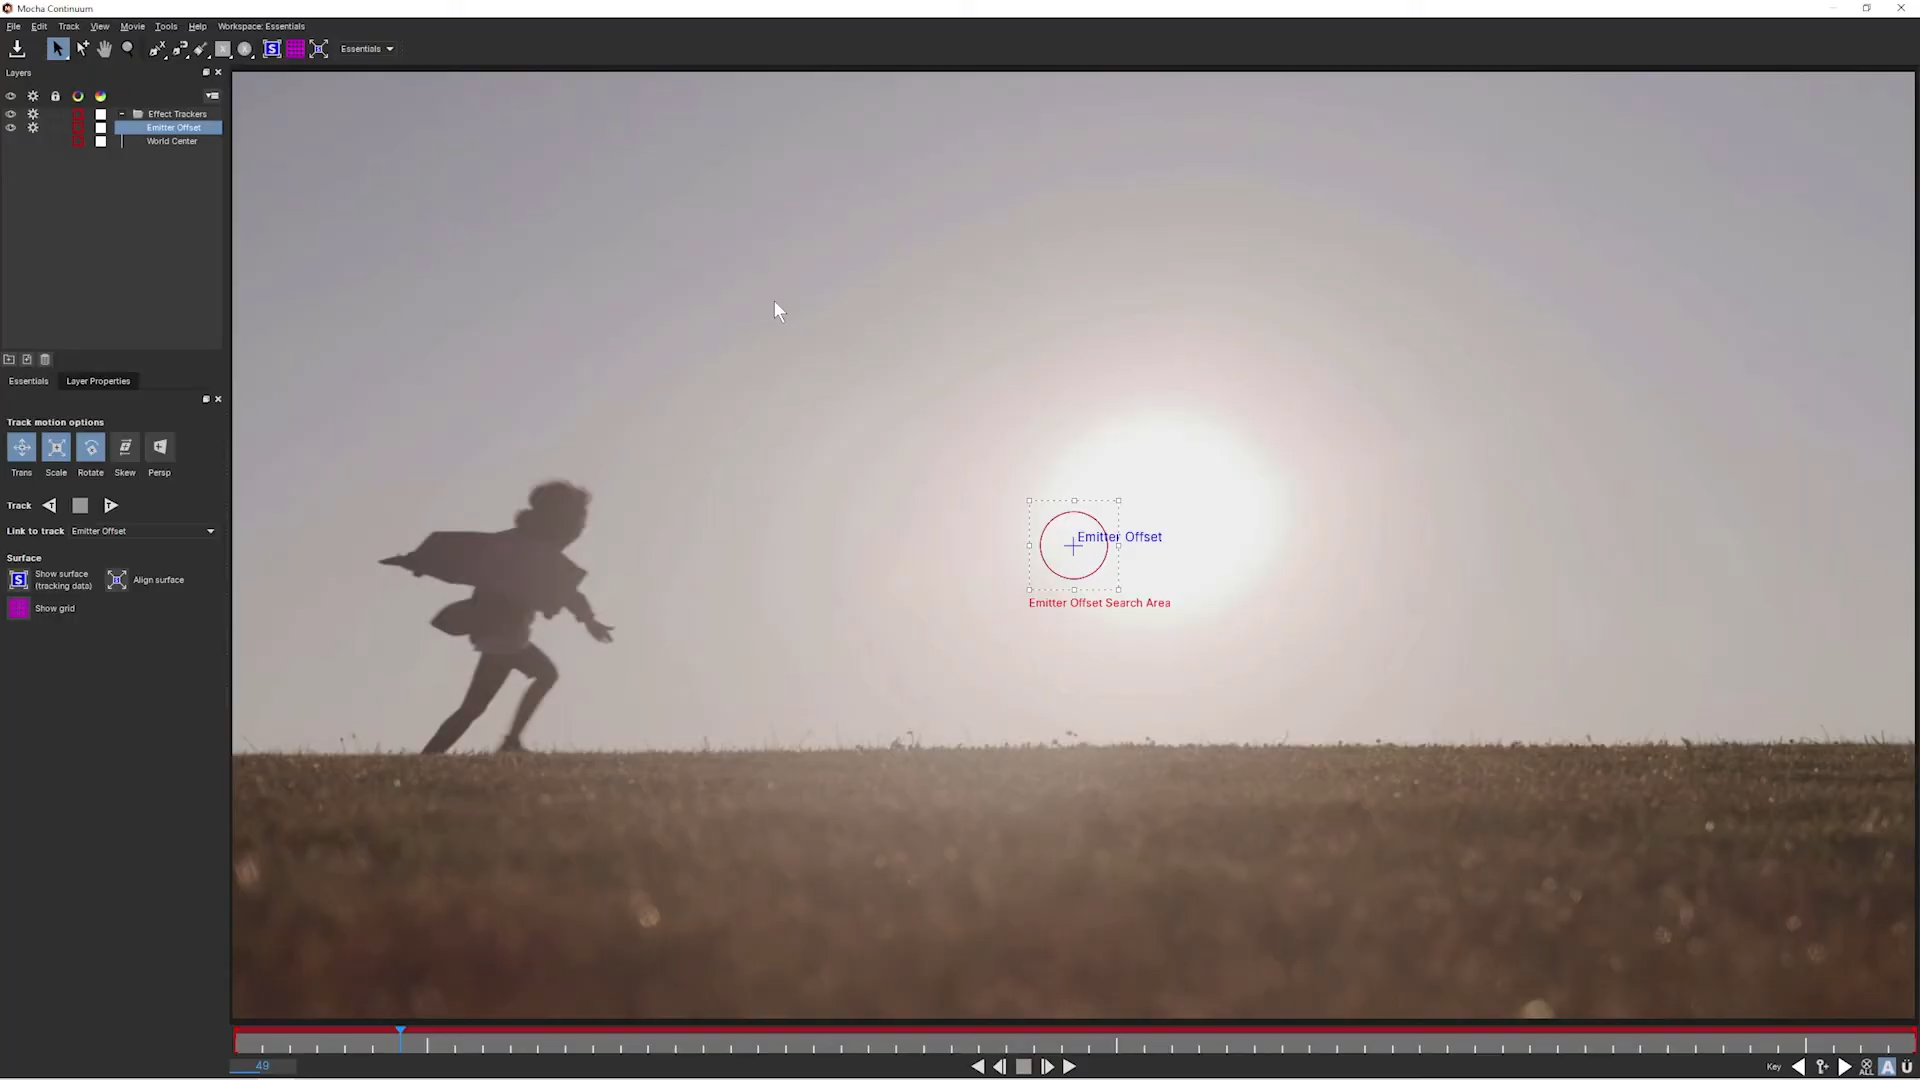 Mocha Continuum
File Edit Track View Movie Tools Help Workspace: Essentials
Essentials
Layers
Effect Trackers
Emitter Offset
World Center
Essentials Layer Properties
Track motion options
Trans Scale Rotate Skew Persp
Track
Link to track Emitter Offset
Surface
Show surface
(tracking data)
Align surface
Show grid
Emitter Offset
Emitter Offset Search Area
49
Key
ALL
A
Ü